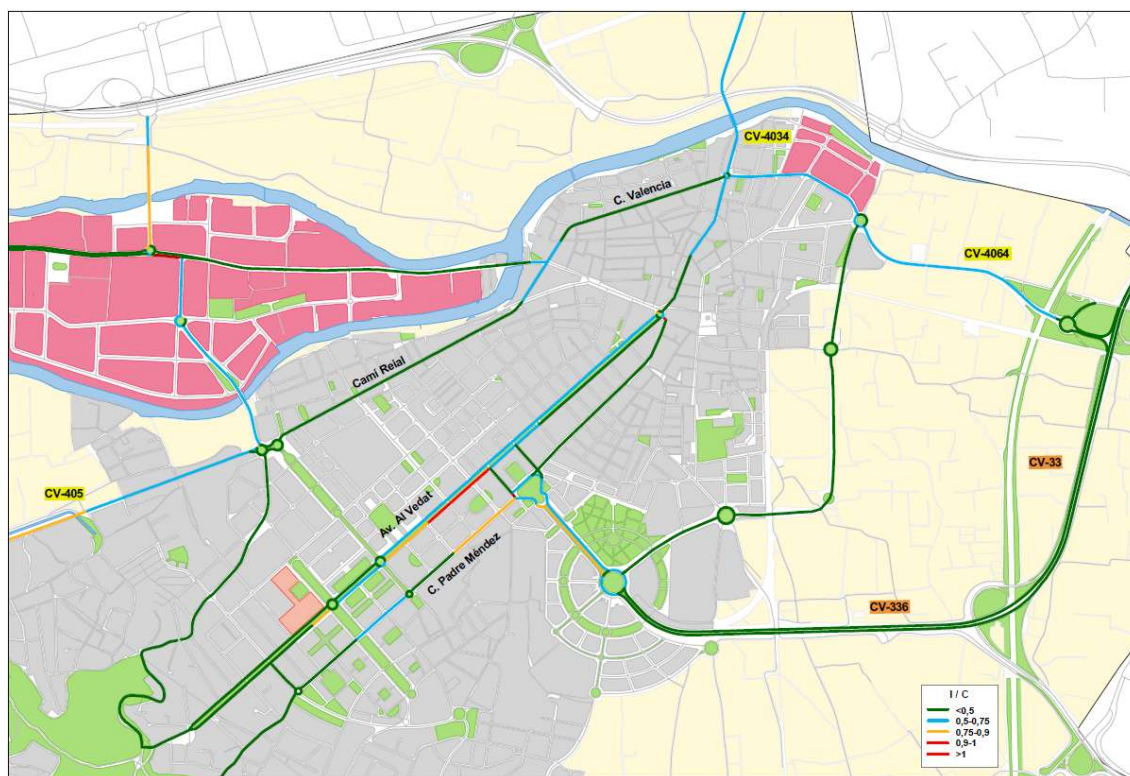 CV-4034
C. Valencia
CV-4064
Camí Reial
CV-33
CV-405
Av. Al Vedat
C. Padre Méndez
CV-336
I / C
<0,5
0,5-0,75
0,75-0,9
0,9-1
>1